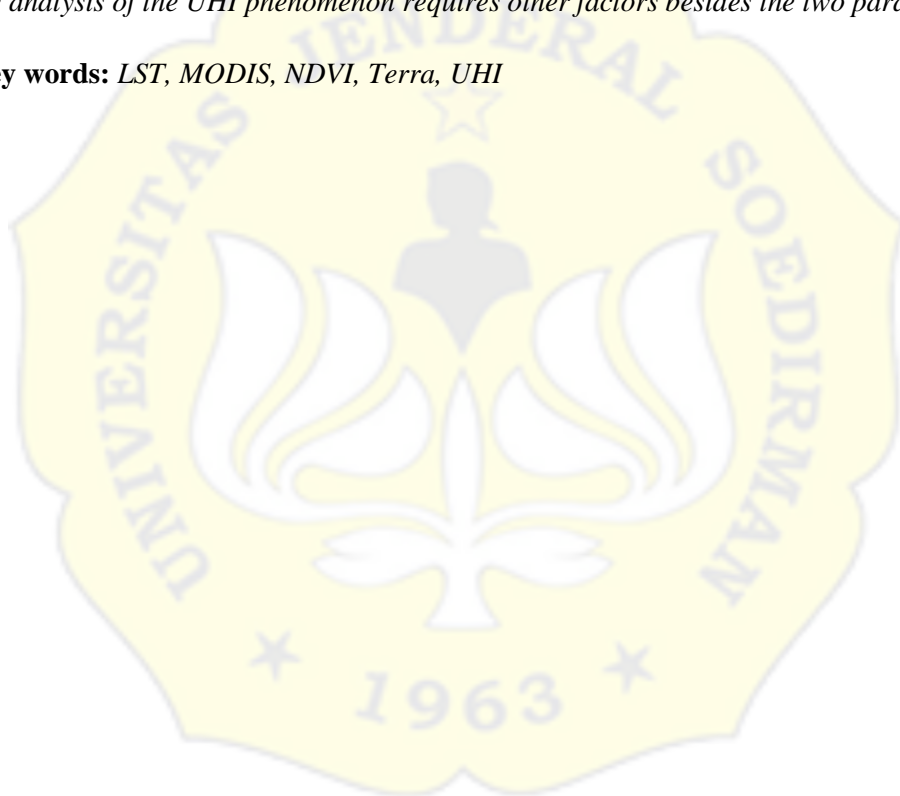 analysis of the UHI phenomenon requires other factors besides the two para
ey words: LST, MODIS, NDVI, Terra, UHI
UNIVERSITAS JENDERAL SOEDIRMAN
1963